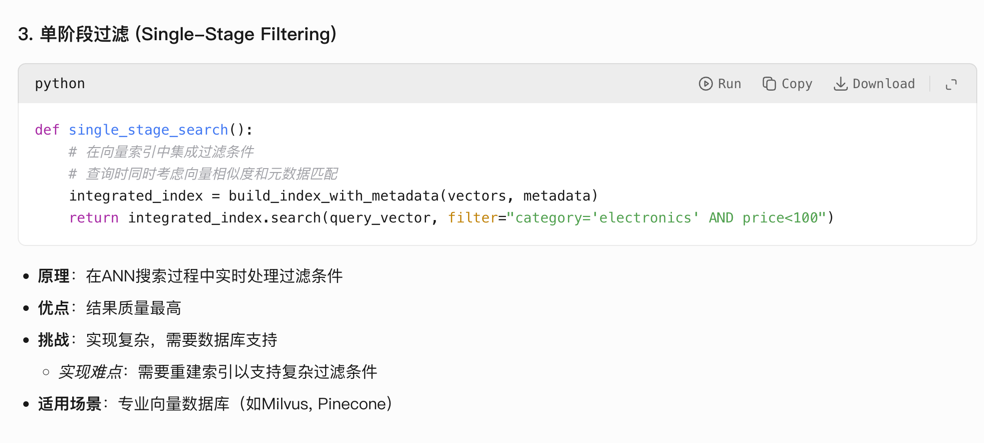 3. 单阶段过滤 (Single-Stage Filtering)
python Run Copy Download
def single_stage_search():
    # 在向量索引中集成过滤条件
    # 查询时同时考虑向量相似度和元数据匹配
    integrated_index = build_index_with_metadata(vectors, metadata)
    return integrated_index.search(query_vector, filter="category='electronics' AND price<100")
• 原理：在ANN搜索过程中实时处理过滤条件
• 优点：结果质量最高
• 挑战：实现复杂，需要数据库支持
○ 实现难点：需要重建索引以支持复杂过滤条件
• 适用场景：专业向量数据库（如Milvus, Pinecone）